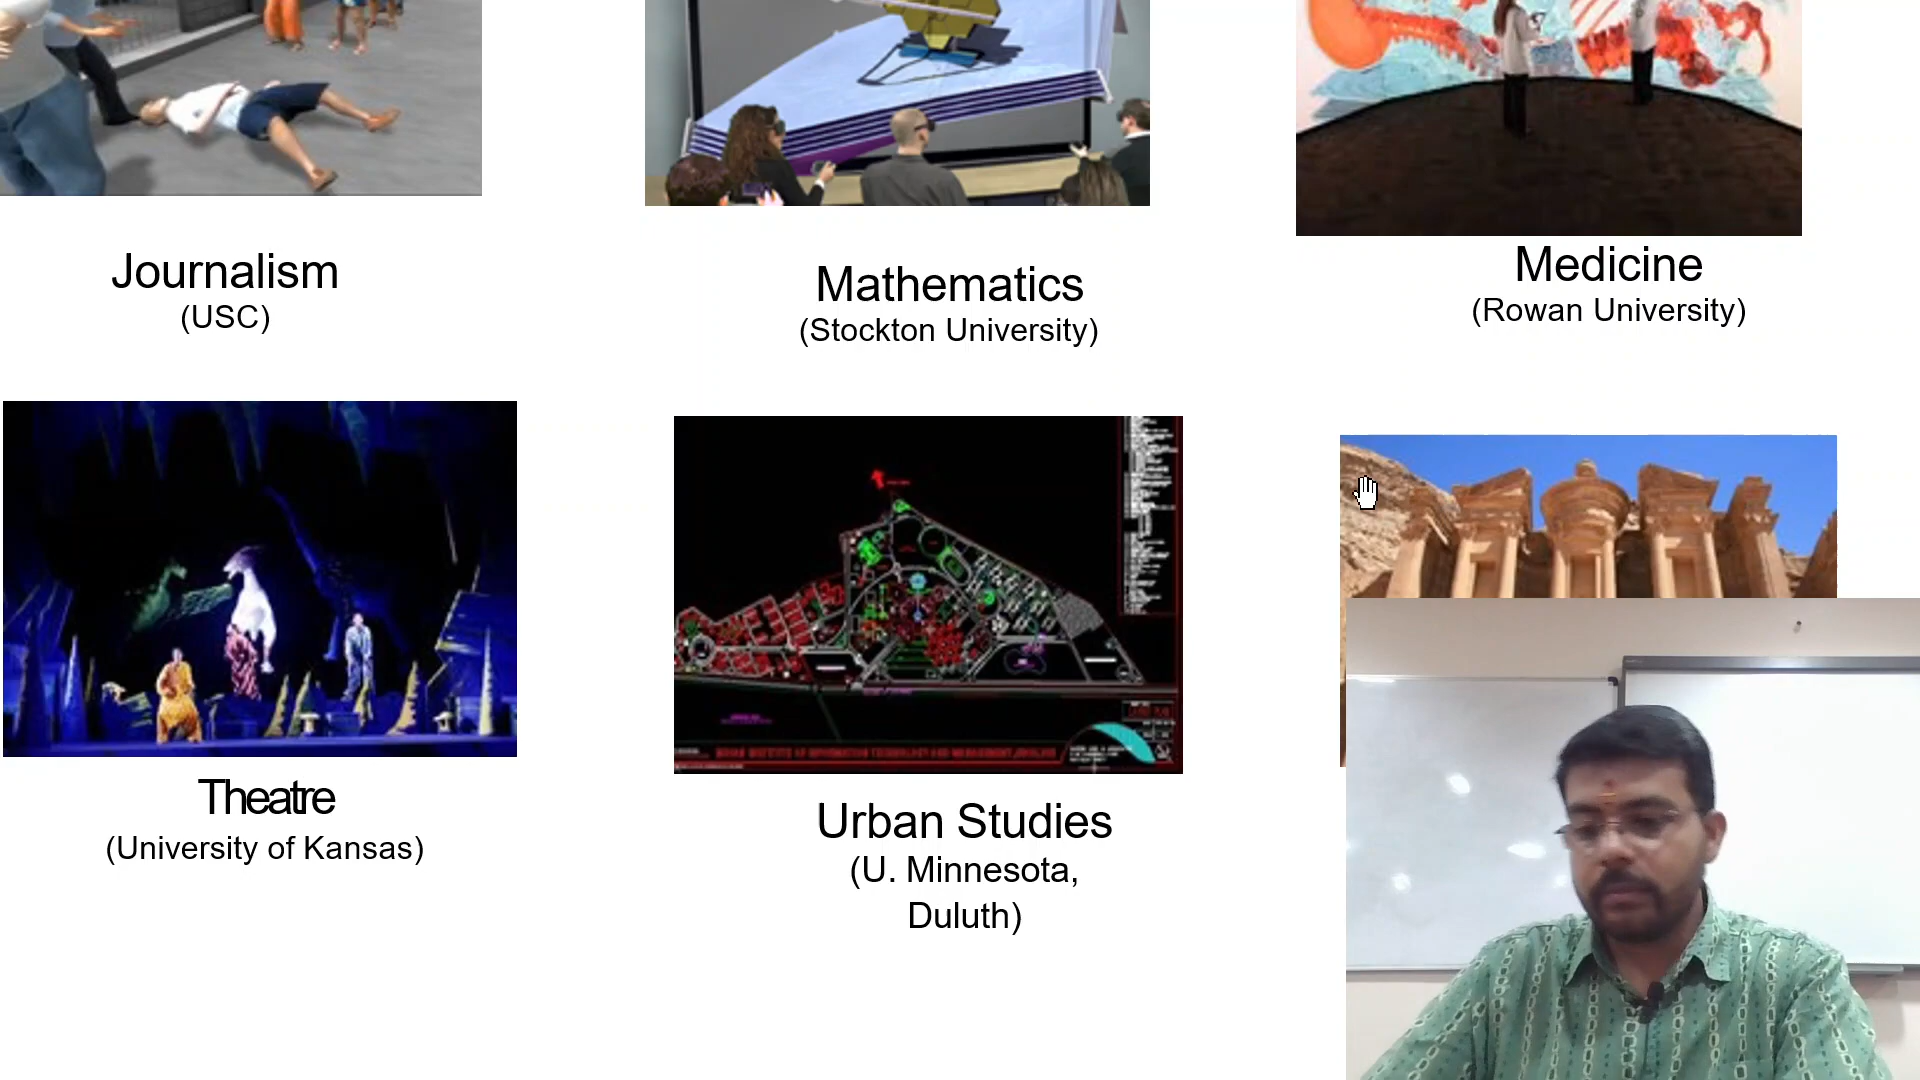 Journalism
(USC)
Mathematics
(Stockton University)
Medicine
(Rowan University)
Theatre
(University of Kansas)
Urban Studies
(U. Minnesota,
Duluth)